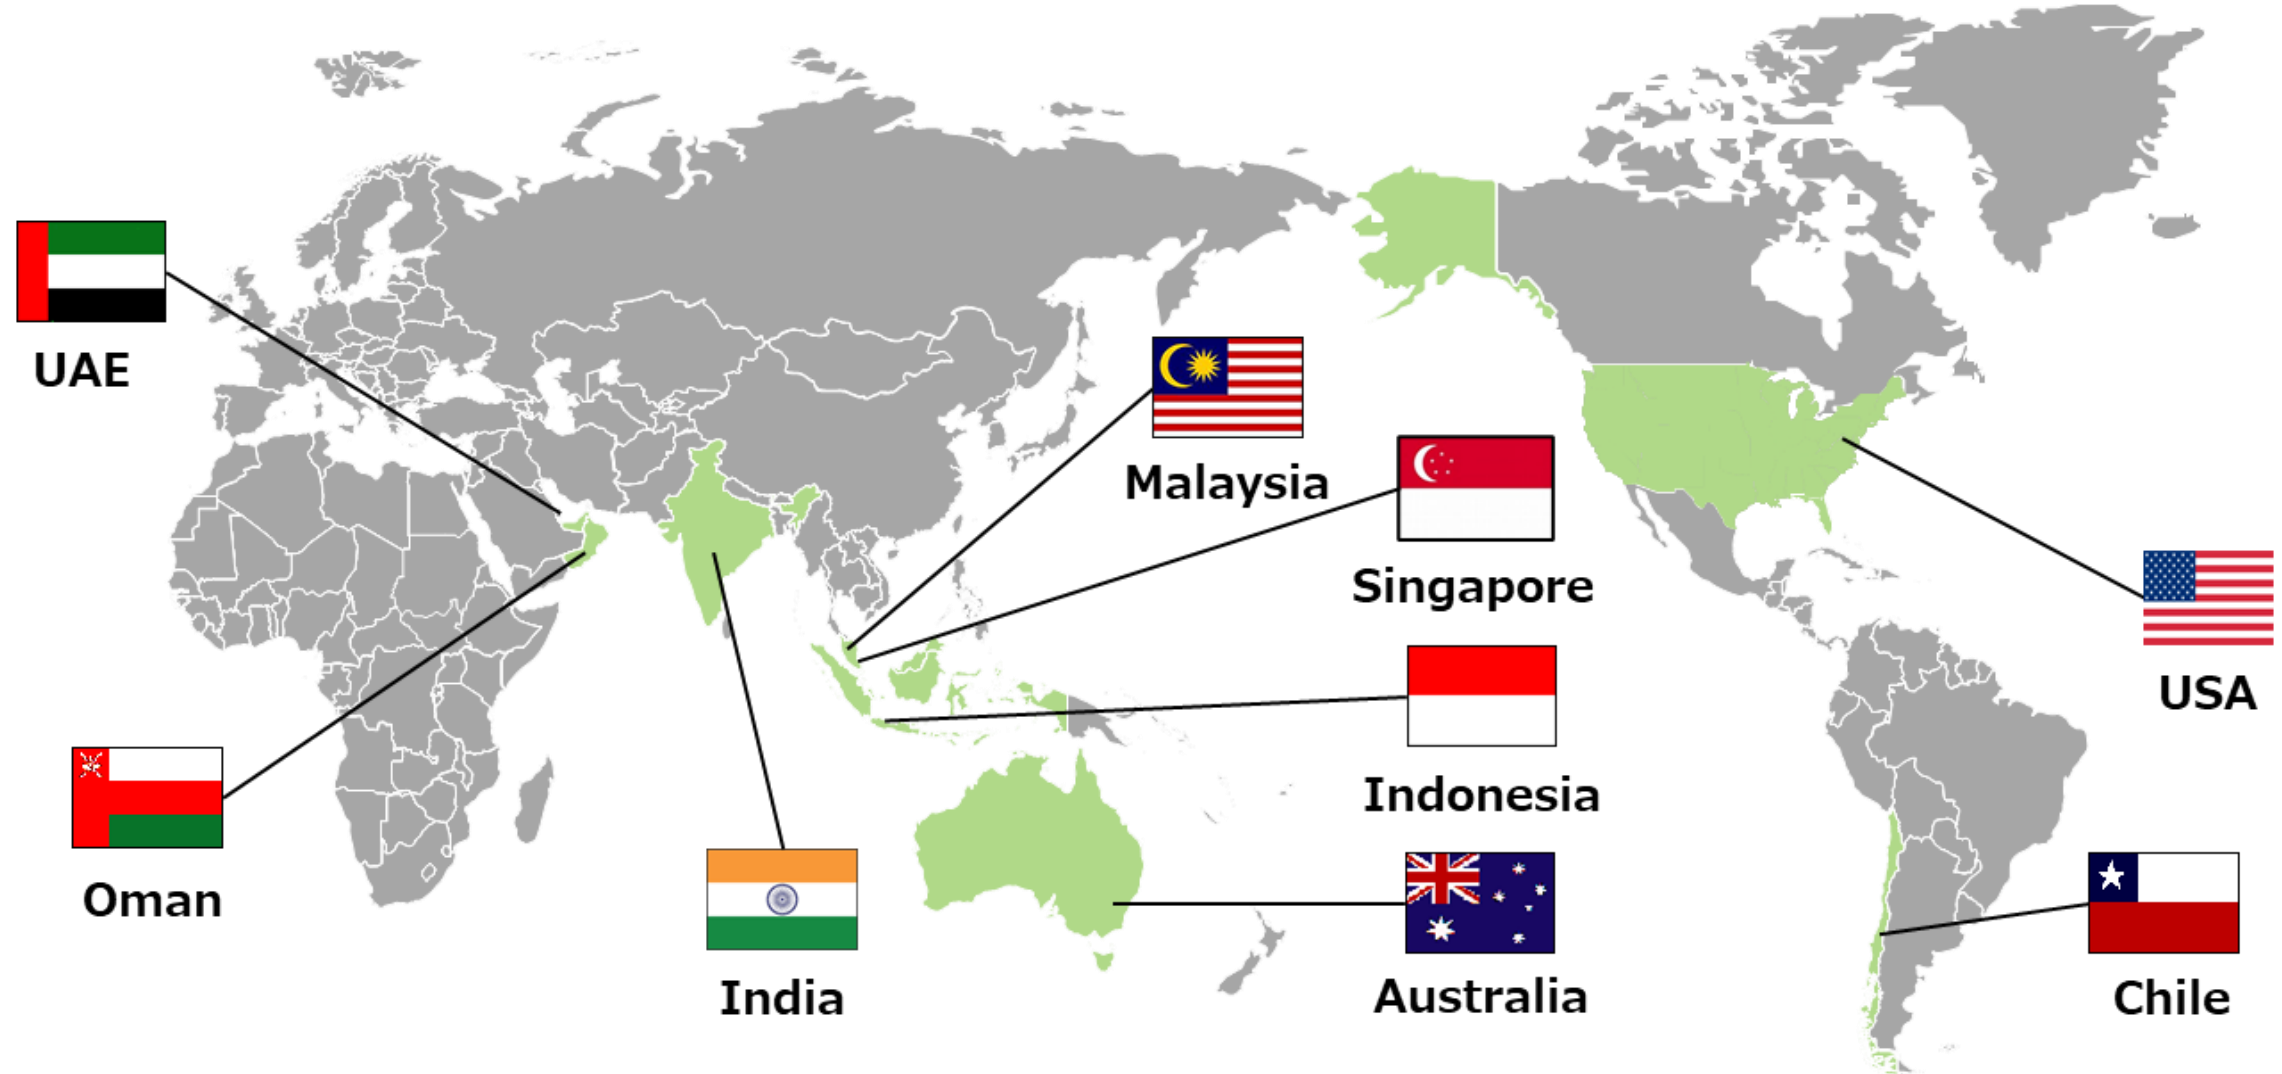 UAE
Malaysia
Singapore
USA
Indonesia
Oman
India
Australia
Chile